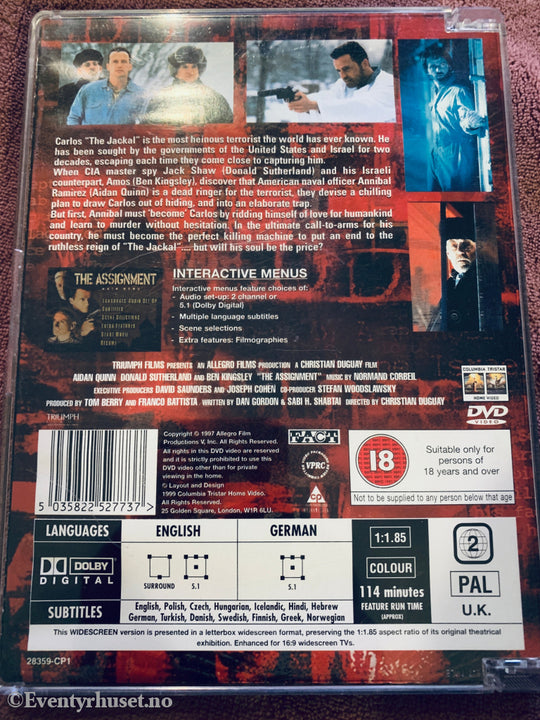 Carlos "The Jackal" is the most heinous terrorist the world has ever known. He
has been sought by the governments of the United States and Israel for two
decades, escaping each time they come close to capturing him.
When CIA master spy Jack Shaw (Donald Sutherland) and his Israeli
counterpart, Amos (Ben Kingsley), discover that American naval officer Annibal
Ramirez (Aidan Quinn) is a dead ringer for the terrorist, they devise a chilling
plan to draw Carlos out of hiding, and into an elaborate trap.
But first, Annibal must 'become' Carlos by ridding himself of love for humankind
and learn to murder without hesitation. In the ultimate call-to-arms for his
country, he must become the perfect killing machine to put an end to the
ruthless reign of "The Jackal".... but will his soul be the price?
THE ASSIGNMENT
MAIN MENU
LANGUAGES AUDIO SET UP
SUBTITLES
SCENE SELECTIONS
EXTRA FEATURES
START MOVIE
INTERACTIVE MENUS
Interactive menus feature choices of:
- Audio set-up: 2 channel or
5.1 (Dolby Digital)
- Multiple language subtitles
- Scene selections
- Extra features: Filmographies
TRIUMPH FILMS PRESENTS AN ALLEGRO FILMS PRODUCTION A CHRISTIAN DUGUAY FILM
AIDAN QUINN DONALD SUTHERLAND AND BEN KINGSLEY "THE ASSIGNMENT" MUSIC BY NORMAND CORBEIL
EXECUTIVE PRODUCERS DAVID SAUNDERS AND JOSEPH COHEN CO-PRODUCER STEFAN WOODSLAVSKY
PRODUCED BY TOM BERRY AND FRANCO BATTISTA WRITTEN BY DAN GORDON & SABI H. SHABTAI DIRECTED BY CHRISTIAN DUGUAY
TRIUMPH
COLUMBIA TRISTAR
HOME VIDEO
DVD
VIDEO
5 035822 527737
Copyright © 1997 Allegro Film
Productions V, Inc. All Rights Reserved.
All rights in this DVD video are reserved
and it is strictly prohibited to use this
DVD video other than for private
viewing in the home.
© Layout and Design
1999 Columbia Tristar Home Video.
All Rights Reserved.
25 Golden Square, London, W1R 6LU.
FACT
VPRC
18
Suitable only for
persons of
18 years and over
Not to be supplied to any person below that age
LANGUAGES
ENGLISH
GERMAN
DOLBY
DIGITAL
SURROUND
5.1
5.1
SUBTITLES
English, Polish, Czech, Hungarian, Icelandic, Hindi, Hebrew
German, Turkish, Danish, Swedish, Finnish, Greek, Norwegian
1:1.85
COLOUR
114 minutes
FEATURE RUN TIME
(APPROX)
2
PAL
U.K.
This WIDESCREEN version is presented in a letterbox widescreen format, preserving the 1:1.85 aspect ratio of its original theatrical
exhibition. Enhanced for 16:9 widescreen TVs.
28359-CP1
©Eventyrhuset.no